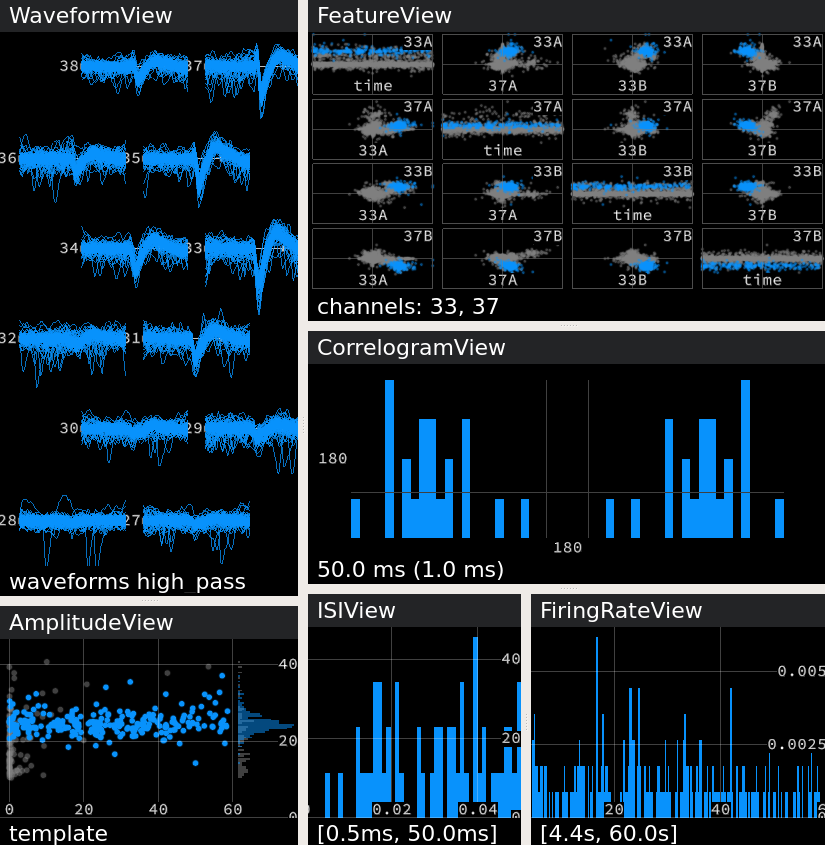 WaveformView
38 37
36 35
34 33
32 31
30 29
28 27
waveforms high_pass
FeatureView
33A 33A 33A 33A
time 37A 33B 37B
37A 37A 37A 37A
33A time 33B 37B
33B 33B 33B 33B
33A 37A time 37B
37B 37B 37B 37B
33A 37A 33B time
channels: 33, 37
CorrelogramView
180
180
50.0 ms (1.0 ms)
AmplitudeView
40
20
0 20 40 60 0
template
ISIView
40
20
0.02 0.04 0
[0.5ms, 50.0ms]
FiringRateView
0.005
0.0025
20 40
[4.4s, 60.0s]